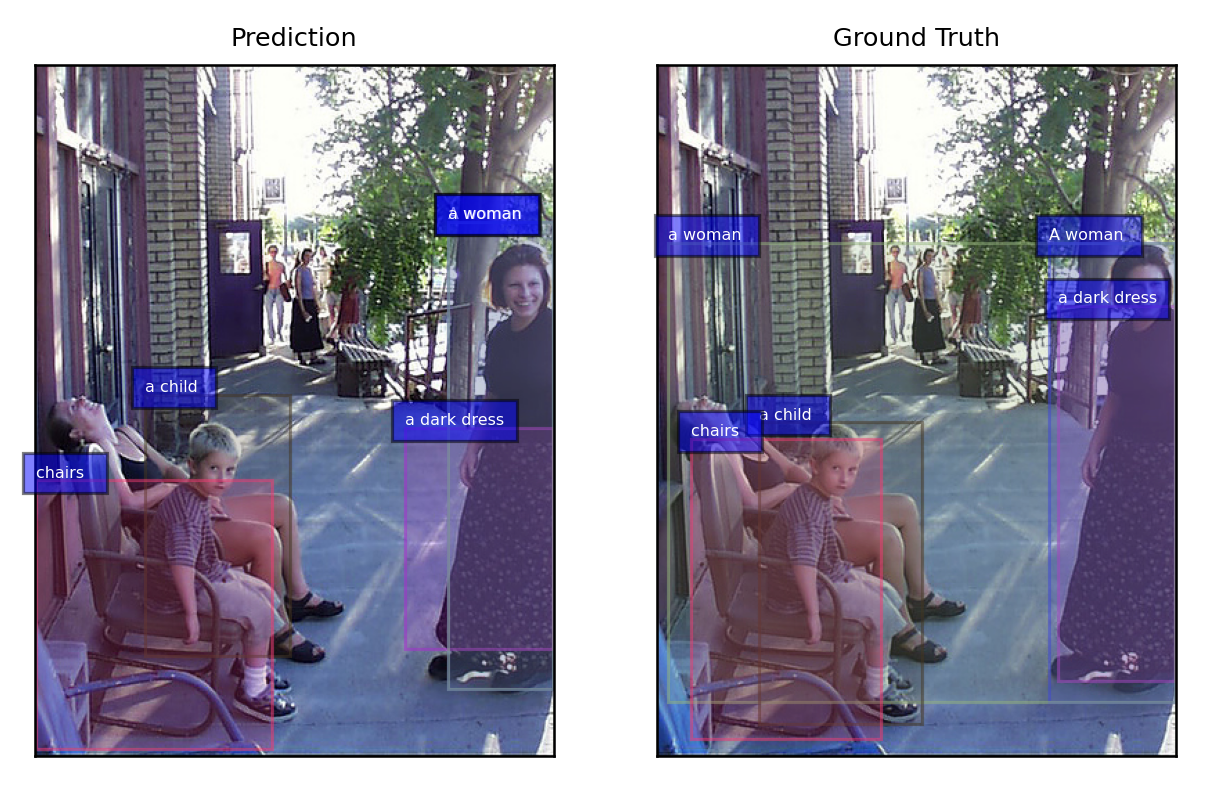 Prediction
Ground Truth
a woman
a child
a dark dress
chairs
a woman
A woman
a dark dress
a child
chairs